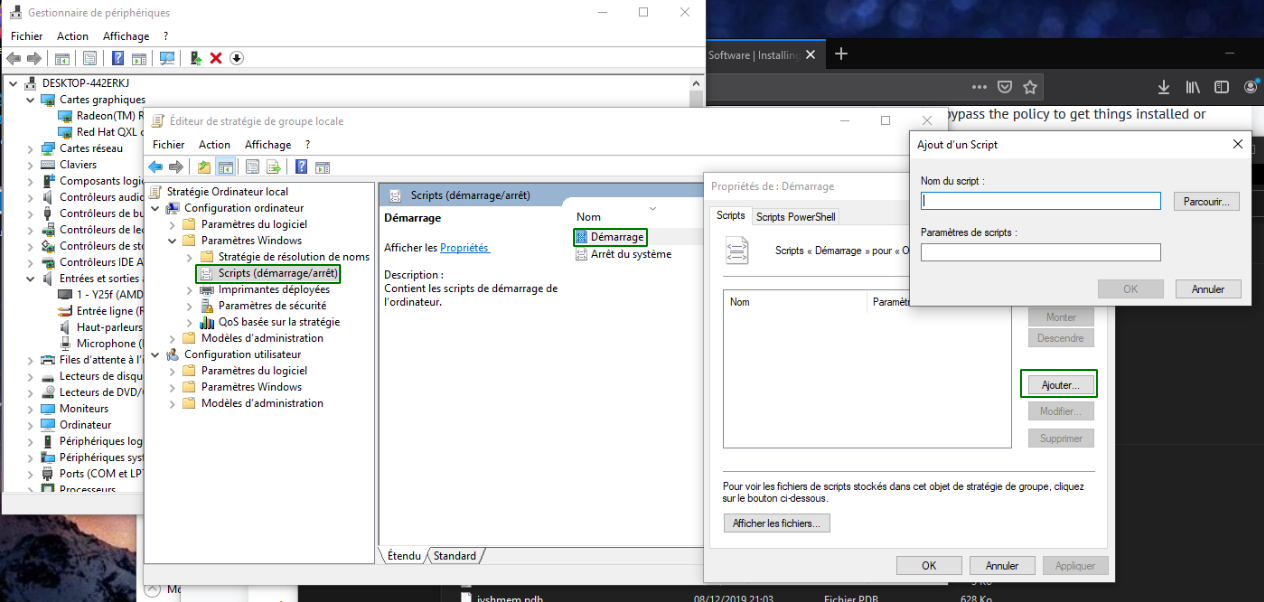 Gestionnaire de périphériques
Fichier Action Affichage ?
DESKTOP-442ERKJ
Cartes graphiques
Radeon(TM) R
Red Hat QXL c
Cartes réseau
Claviers
Composants logi
Contrôleurs audio
Contrôleurs de bu
Contrôleurs de lec
Contrôleurs de sto
Contrôleurs IDE A
Entrées et sorties a
1 - Y25f (AMD
Entrée ligne (R
Haut-parleurs
Microphone (
Files d'attente à l'i
Lecteurs de disqu
Lecteurs de DVD/
Moniteurs
Ordinateur
Périphériques log
Périphériques syst
Ports (COM et LPT
Processeurs
Software | Installing
ypass the policy to get things installed or
Éditeur de stratégie de groupe locale
Fichier Action Affichage ?
Stratégie Ordinateur local
Configuration ordinateur
Paramètres du logiciel
Paramètres Windows
Stratégie de résolution de noms
Scripts (démarrage/arrêt)
Imprimantes déployées
Paramètres de sécurité
QoS basée sur la stratégie
Modèles d'administration
Configuration utilisateur
Paramètres du logiciel
Paramètres Windows
Modèles d'administration
Scripts (démarrage/arrêt)
Démarrage
Afficher les Propriétés
Description :
Contient les scripts de démarrage de
l'ordinateur.
Nom
Démarrage
Arrêt du système
Étendu Standard
Propriétés de : Démarrage
Scripts Scripts PowerShell
Scripts « Démarrage » pour « O
Nom Paramètr
Monter
Descendre
Ajouter...
Modifier...
Supprimer
Pour voir les fichiers de scripts stockés dans cet objet de stratégie de groupe, cliquez
sur le bouton ci-dessous.
Afficher les fichiers...
OK Annuler Appliquer
Ajout d'un Script
Nom du script :
Parcourir...
Paramètres de scripts :
OK Annuler
ivshmem.pdb 08/12/2019 21:03 Fichier PDB 628 Ko